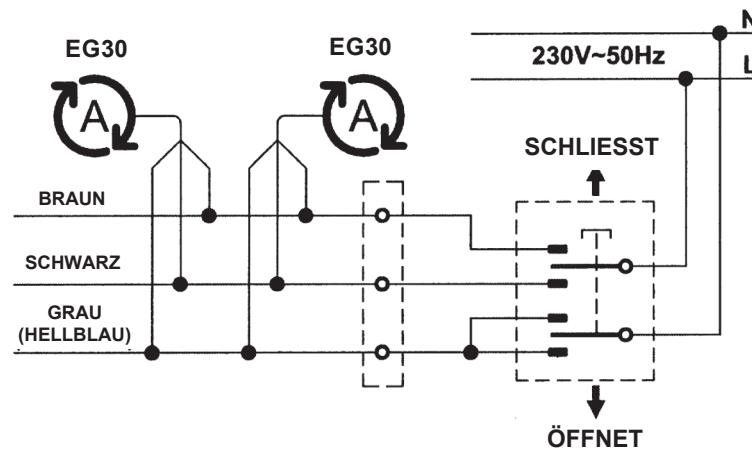 EG30
EG30
A
A
N
L
230V~50Hz
SCHLIESST
BRAUN
SCHWARZ
GRAU
(HELLBLAU)
ÖFFNET